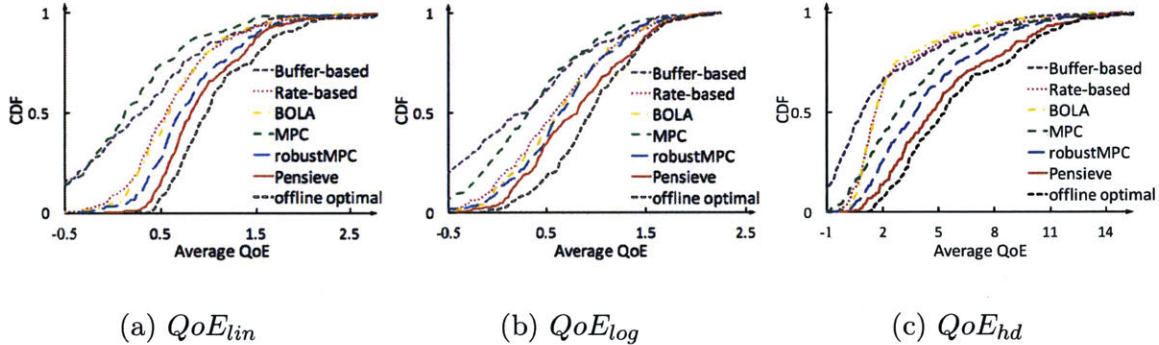 CDF
1
0.5
0
-0.5
0.5
1.5
2.5
Average QoE
Buffer-based
Rate-based
BOLA
MPC
robustMPC
Pensieve
offline optimal
(a) QoE_lin
CDF
1
0.5
0
-0.5
0.5
1.5
2.5
Average QoE
Buffer-based
Rate-based
BOLA
MPC
robustMPC
Pensieve
offline optimal
(b) QoE_log
CDF
1
0.5
0
-1
2
5
8
11
14
Average QoE
Buffer-based
Rate-based
BOLA
MPC
robustMPC
Pensieve
offline optimal
(c) QoE_hd